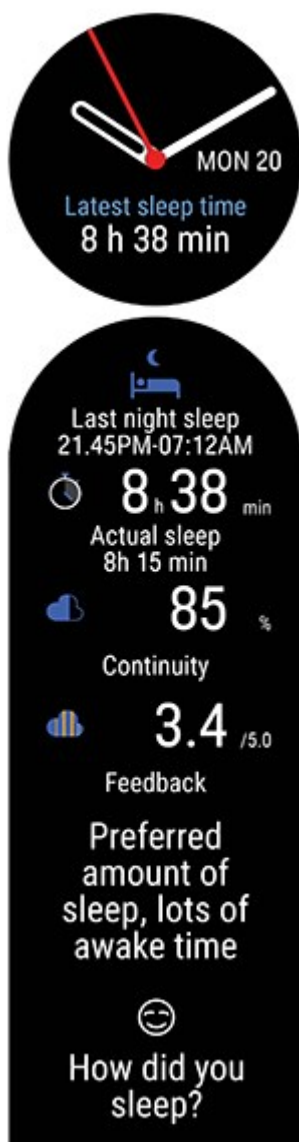 MON 20
Latest sleep time
8 h 38 min
Last night sleep
21.45PM-07:12AM
8 h 38 min
Actual sleep
8h 15 min
85 %
Continuity
3.4 /5.0
Feedback
Preferred
amount of
sleep, lots of
awake time
How did you
sleep?